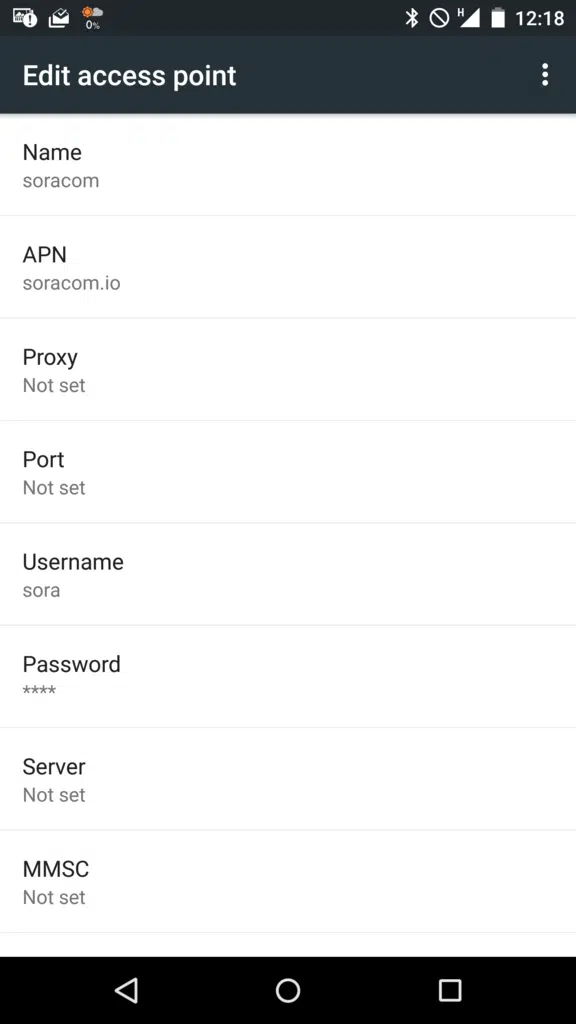 0%
H
12:18
Edit access point
Name
soracom
APN
soracom.io
Proxy
Not set
Port
Not set
Username
sora
Password
****
Server
Not set
MMSC
Not set